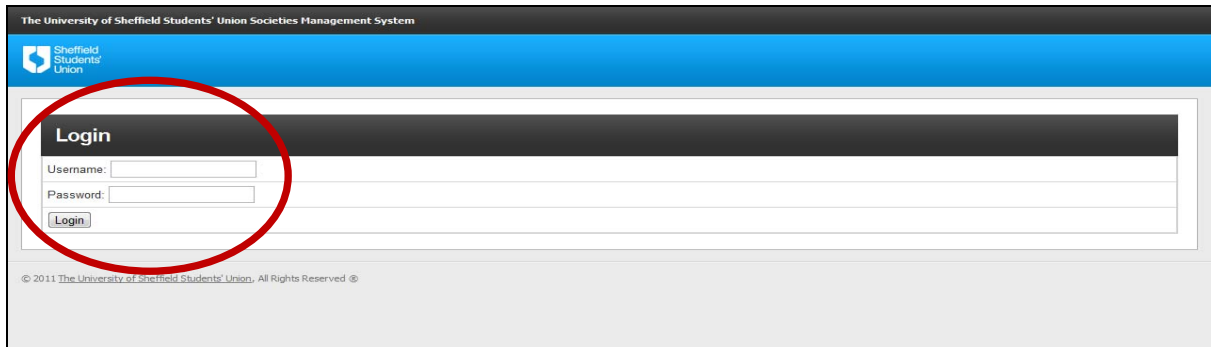 The University of Sheffield Students' Union Societies Management System
Sheffield
Students'
Union
Login
Username:
Password:
Login
© 2011 The University of Sheffield Students' Union, All Rights Reserved ®